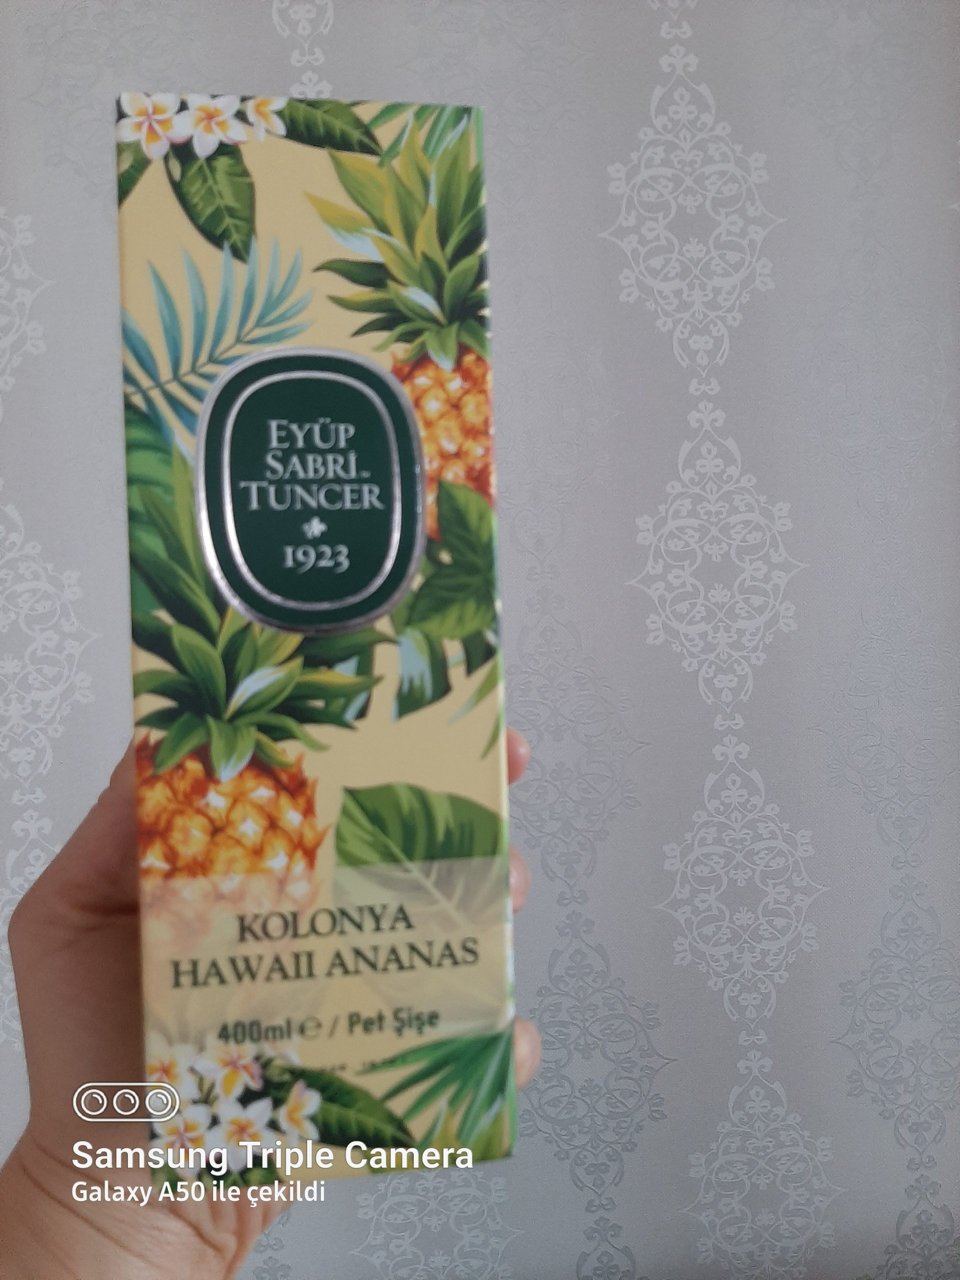 EYÜP
SABRİ
TUNCER
1923
KOLONYA
HAWAII ANANAS
400ml ℮ / Pet Şişe
Samsung Triple Camera
Galaxy A50 ile çekildi